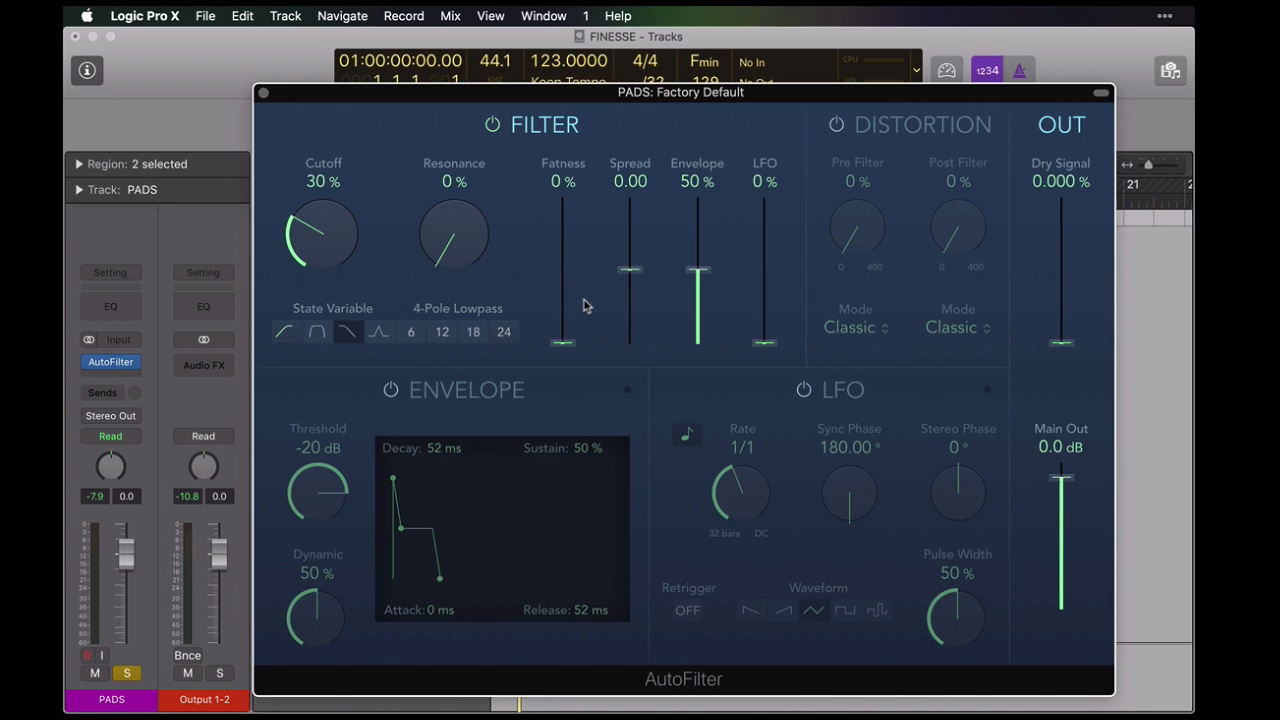 Logic Pro X File Edit Track Navigate Record Mix View Window 1 Help
FINESSE - Tracks
01:00:00:00.00 44.1 123.0000 4/4 Fmin No In CPU
Keep Tempo No Out
1234
PADS: Factory Default
FILTER DISTORTION OUT
Region: 2 selected
Track: PADS
21
Cutoff Resonance Fatness Spread Envelope LFO Pre Filter Post Filter Dry Signal
30 % 0 % 0 % 0.00 50 % 0 % 0 % 0 % 0.000 %
0 400 0 400
State Variable 4-Pole Lowpass Mode Mode
6 12 18 24 Classic Classic
Setting Setting
EQ EQ
Input
AutoFilter Audio FX
Sends
Stereo Out
Read Read
-7.9 0.0 -10.8 0.0
ENVELOPE LFO
Threshold
-20 dB
Decay: 52 ms Sustain: 50 %
Attack: 0 ms Release: 52 ms
Dynamic
50 %
Rate Sync Phase Stereo Phase Main Out
1/1 180.00 ° 0° 0.0 dB
32 bars DC
Retrigger Waveform Pulse Width
OFF 50 %
R I Bnce
M S M S
PADS Output 1-2
AutoFilter